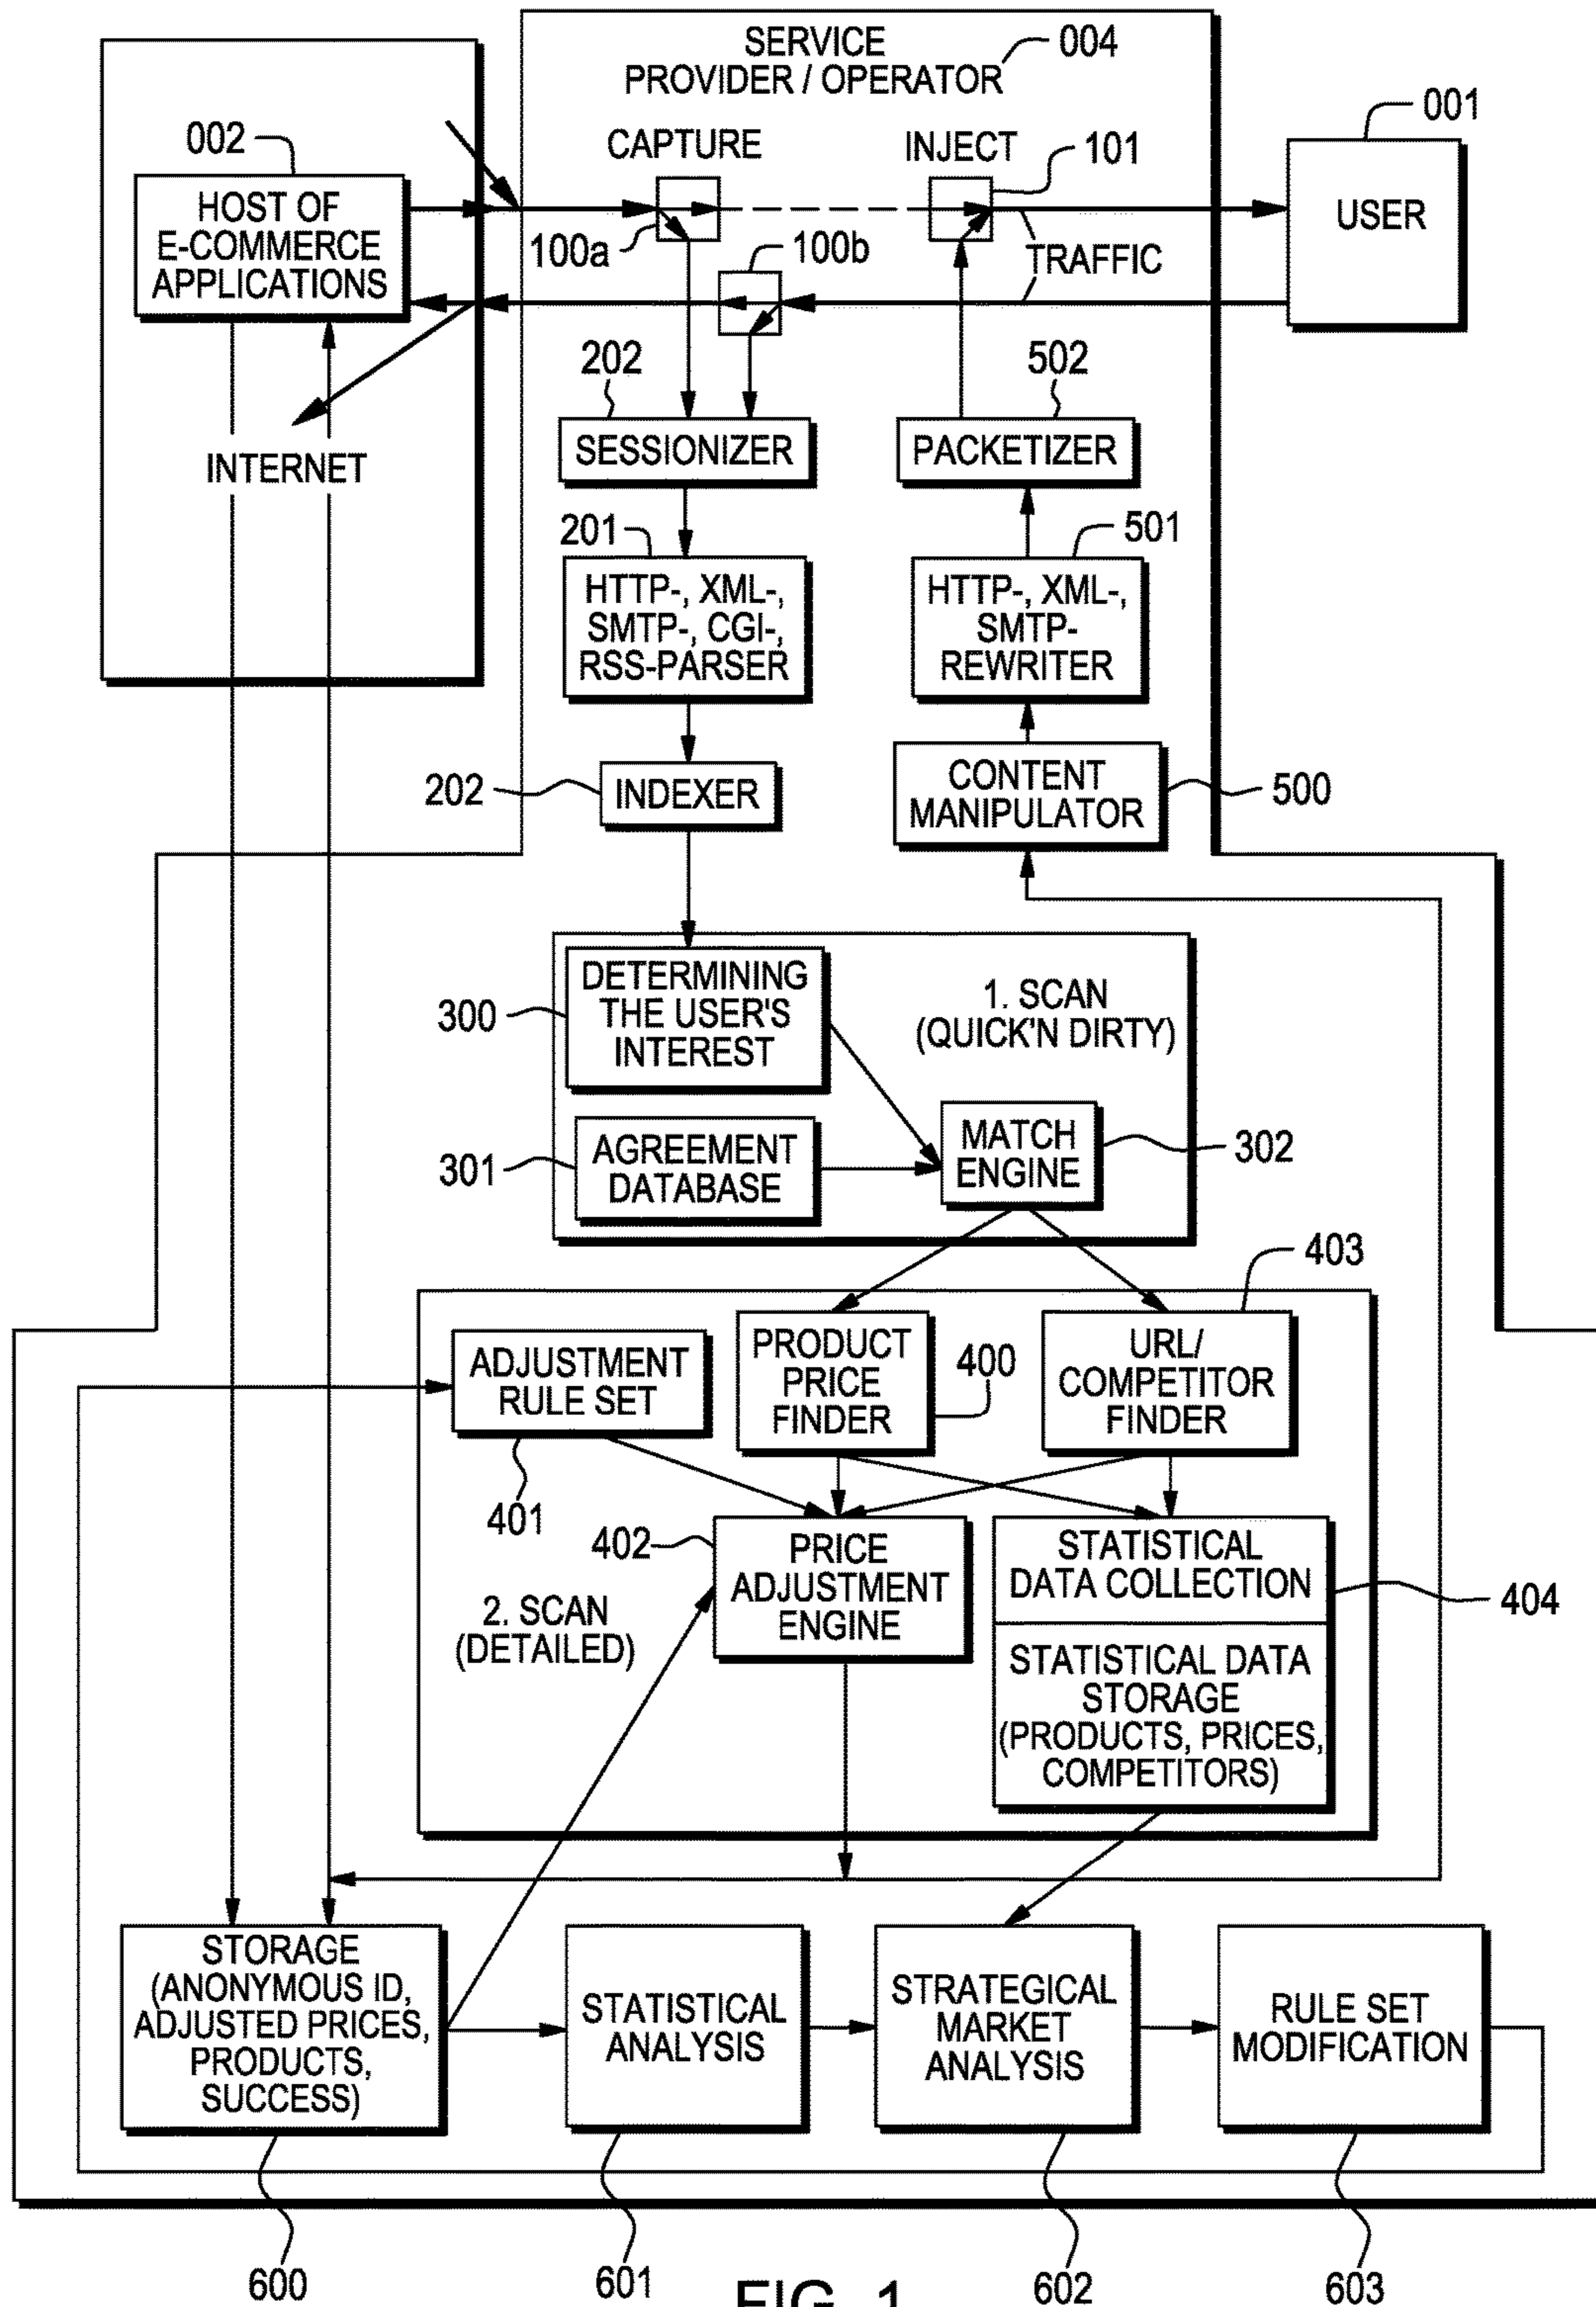 SERVICE
PROVIDER / OPERATOR
004
001
002
CAPTURE
INJECT
101
HOST OF
E-COMMERCE
APPLICATIONS
USER
100a
100b
TRAFFIC
202
502
INTERNET
SESSIONIZER
PACKETIZER
201
501
HTTP-, XML-,
SMTP-, CGI-,
RSS-PARSER
HTTP-, XML-,
SMTP-
REWRITER
202
INDEXER
CONTENT
MANIPULATOR
500
300
DETERMINING
THE USER'S
INTEREST
1. SCAN
(QUICK'N DIRTY)
301
AGREEMENT
DATABASE
MATCH
ENGINE
302
403
ADJUSTMENT
RULE SET
PRODUCT
PRICE
FINDER
400
URL/
COMPETITOR
FINDER
401
402
PRICE
ADJUSTMENT
ENGINE
STATISTICAL
DATA COLLECTION
404
2. SCAN
(DETAILED)
STATISTICAL DATA
STORAGE
(PRODUCTS, PRICES,
COMPETITORS)
STORAGE
(ANONYMOUS ID,
ADJUSTED PRICES,
PRODUCTS,
SUCCESS)
STATISTICAL
ANALYSIS
STRATEGICAL
MARKET
ANALYSIS
RULE SET
MODIFICATION
600
601
602
603
FIG. 1